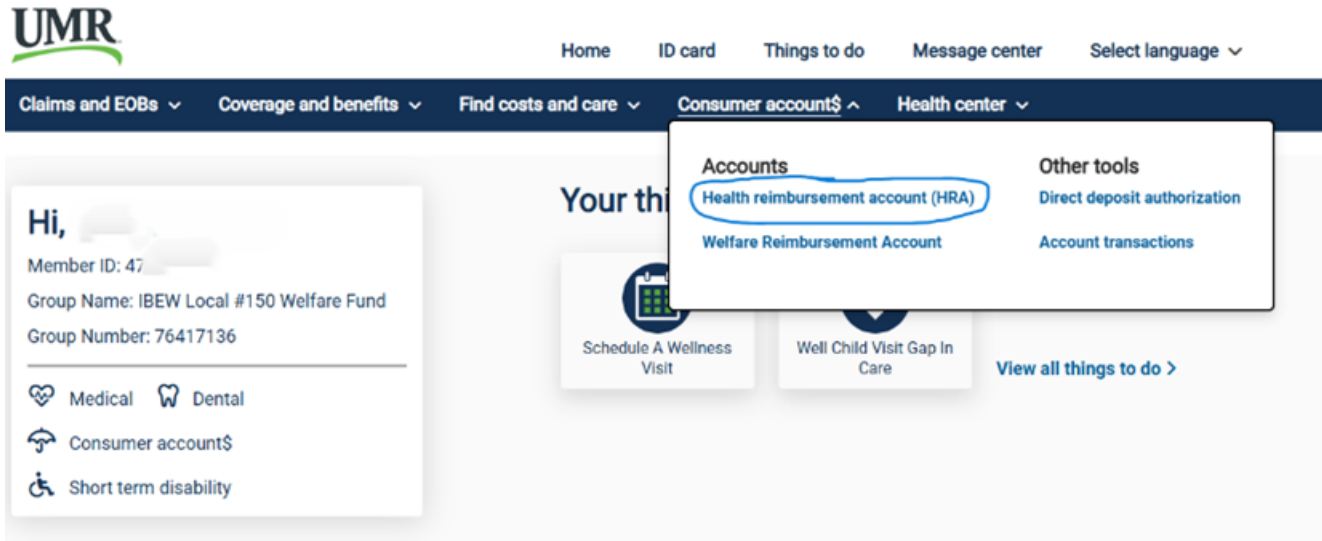 UMR
Home ID card Things to do Message center Select language
Claims and EOBs Coverage and benefits Find costs and care Consumer account$ Health center
Accounts
Health reimbursement account (HRA)
Welfare Reimbursement Account
Other tools
Direct deposit authorization
Account transactions
Hi,
Member ID: 47
Group Name: IBEW Local #150 Welfare Fund
Group Number: 76417136
Medical Dental
Consumer account$
Short term disability
Your thi
Schedule A Wellness
Visit
Well Child Visit Gap In
Care
View all things to do >